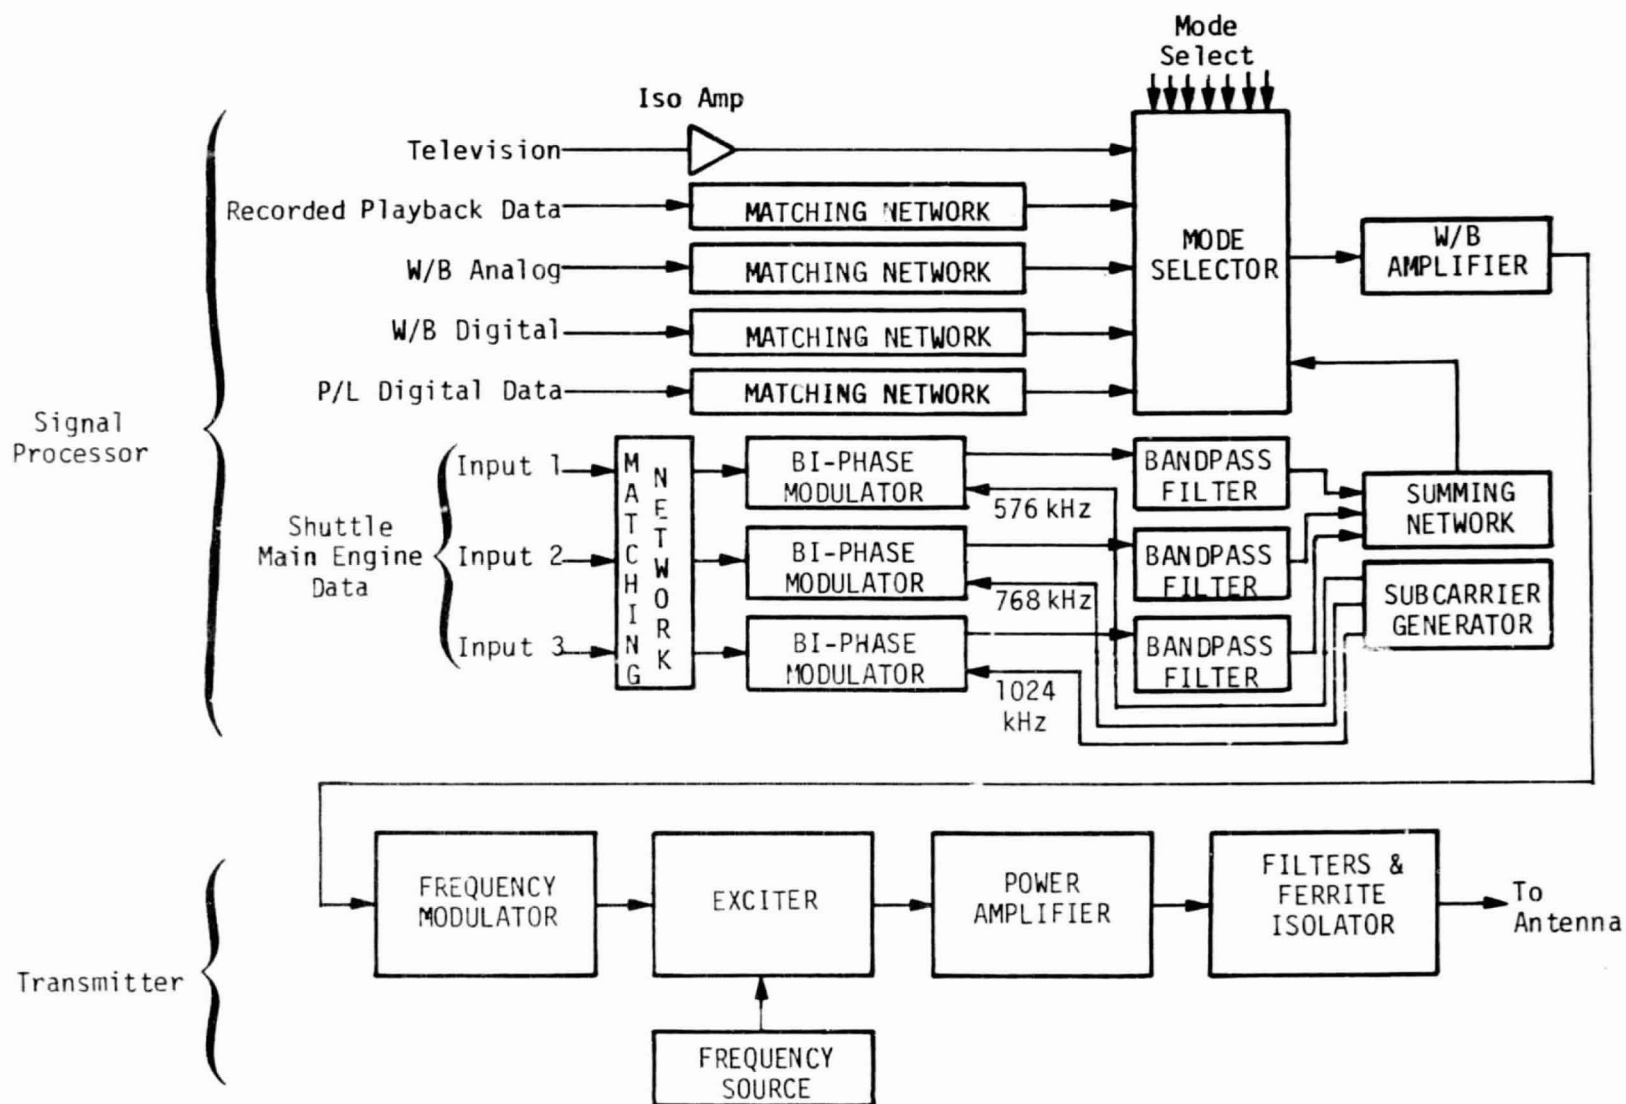 Mode
Select
Iso Amp
Television
Recorded Playback Data
MATCHING NETWORK
W/B Analog
MATCHING NETWORK
W/B Digital
MATCHING NETWORK
P/L Digital Data
MATCHING NETWORK
MODE
SELECTOR
W/B
AMPLIFIER
Signal
Processor
Shuttle
Main Engine
Data
Input 1
Input 2
Input 3
MATCHING
NETWORK
BI-PHASE
MODULATOR
BI-PHASE
MODULATOR
BI-PHASE
MODULATOR
576 kHz
768 kHz
1024
kHz
BANDPASS
FILTER
BANDPASS
FILTER
BANDPASS
FILTER
SUMMING
NETWORK
SUBCARRIER
GENERATOR
Transmitter
FREQUENCY
MODULATOR
EXCITER
POWER
AMPLIFIER
FILTERS &
FERRITE
ISOLATOR
To
Antenna
FREQUENCY
SOURCE